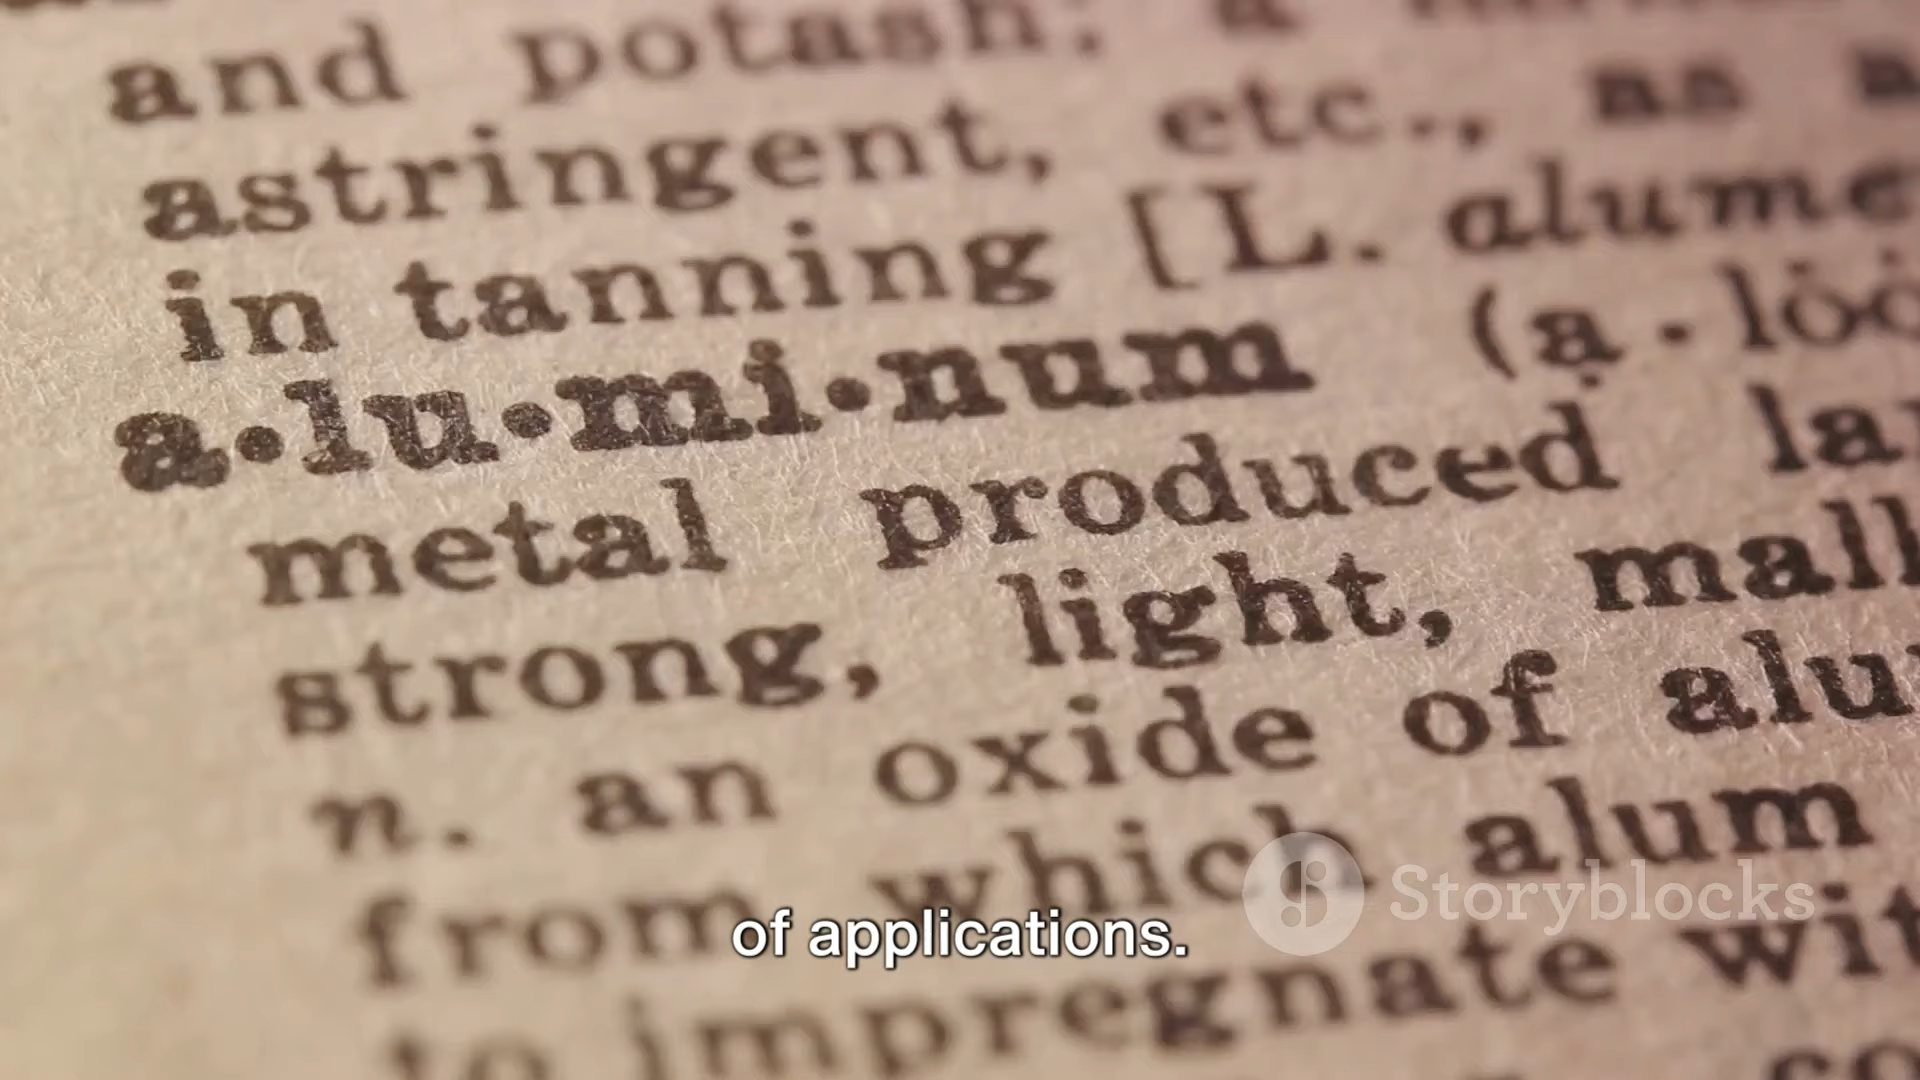 and potash; a
astringent, etc., as a
in tanning [L. alume
a·lu·mi·num (a·löö
metal produced la
strong, light, mall
n. an oxide of alu
from which alum
to impregnate wit
of applications.
Storyblocks